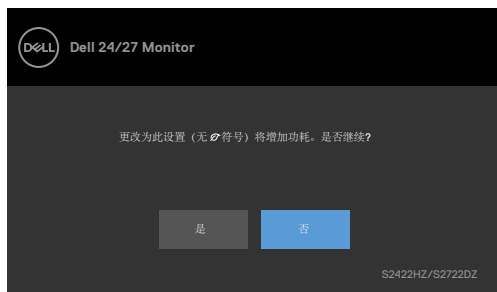 DELL
Dell 24/27 Monitor
更改为此设置（无 符号）将增加功耗。是否继续?
是
否
S2422HZ/S2722DZ